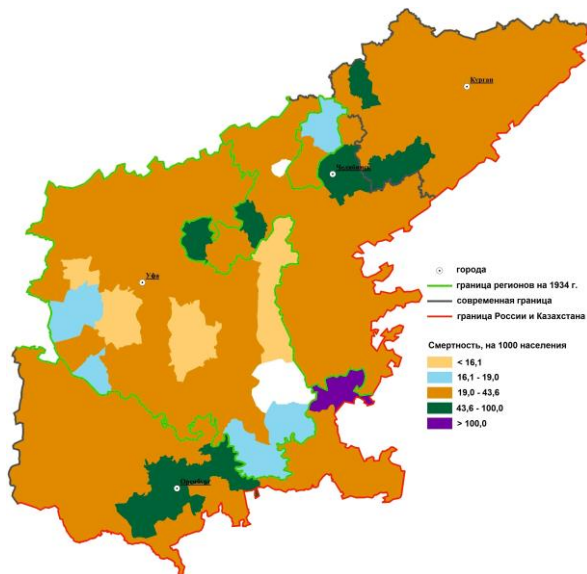 Курган
Челябинск
Уфа
Оренбург
города
граница регионов на 1934 г.
современная граница
граница России и Казахстана
Смертность, на 1000 населения
< 16,1
16,1 - 19,0
19,0 - 43,6
43,6 - 100,0
> 100,0